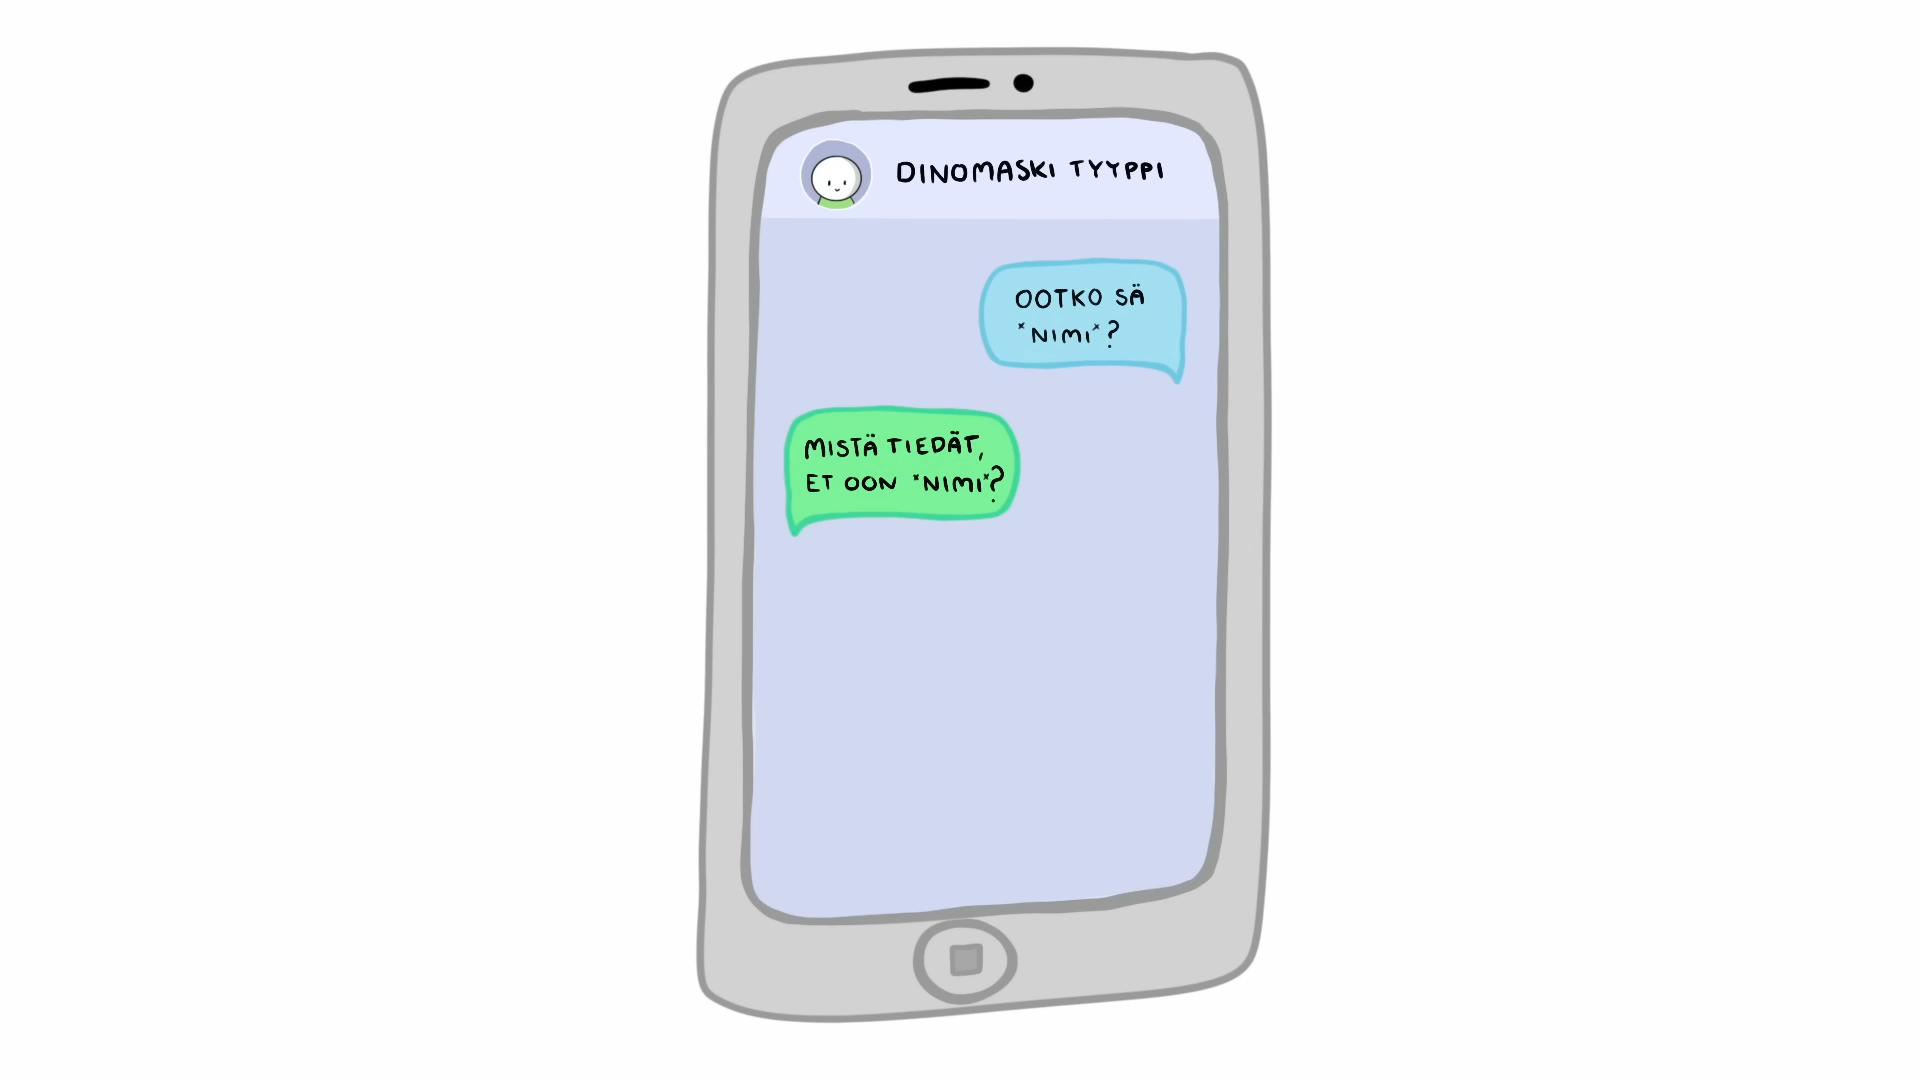 DINOMASKI TYYPPI
OOTKO SÄ
*NIMI*?
MISTÄ TIEDÄT,
ET OON *NIMI*?